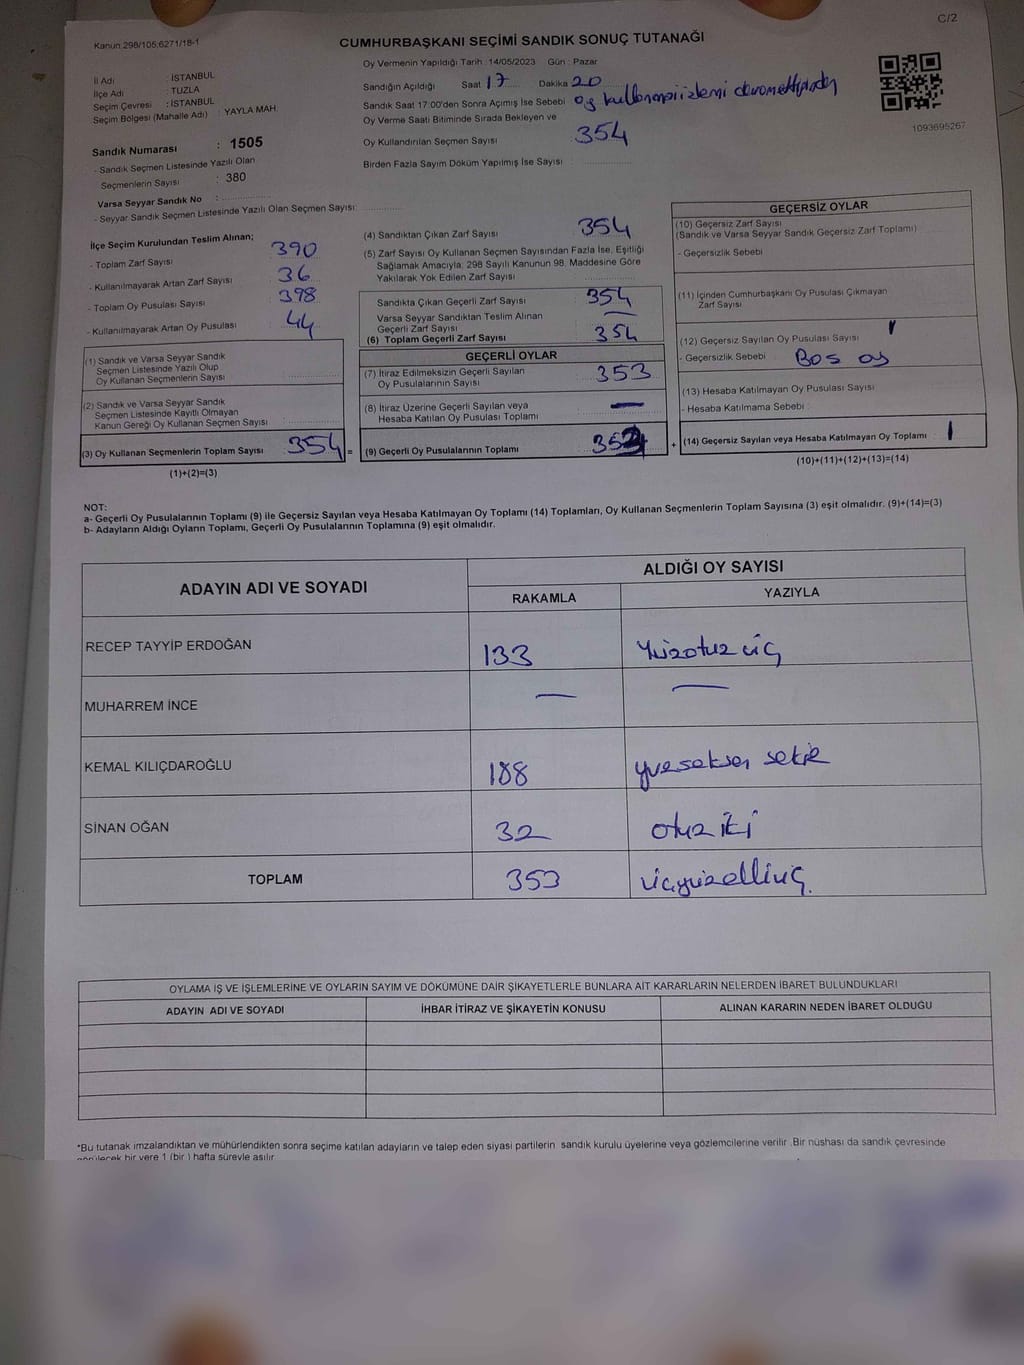 C/2
Kanun:298/105;6271/18-1
CUMHURBAŞKANI SEÇİMİ SANDIK SONUÇ TUTANAĞI
İl Adı : İSTANBUL
İlçe Adı : TUZLA
Seçim Çevresi : İSTANBUL
Seçim Bölgesi (Mahalle Adı) : YAYLA MAH.
Sandık Numarası : 1505
- Sandık Seçmen Listesinde Yazılı Olan
Seçmenlerin Sayısı : 380
Varsa Seyyar Sandık No :
- Seyyar Sandık Seçmen Listesinde Yazılı Olan Seçmen Sayısı:
Oy Vermenin Yapıldığı Tarih : 14/05/2023 Gün : Pazar
Sandığın Açıldığı Saat 17 Dakika 20
Sandık Saat 17:00'den Sonra Açımış İse Sebebi oy kullanma işlemi devam ettiğinden
Oy Verme Saati Bitiminde Sırada Bekleyen ve
Oy Kullandırılan Seçmen Sayısı 354
Birden Fazla Sayım Döküm Yapılmış İse Sayısı
1093695267
İlçe Seçim Kurulundan Teslim Alınan;
- Toplam Zarf Sayısı 390
- Kullanılmayarak Artan Zarf Sayısı 36
- Toplam Oy Pusulası Sayısı 398
- Kullanılmayarak Artan Oy Pusulası 44
(1) Sandık ve Varsa Seyyar Sandık
Seçmen Listesinde Yazılı Olup
Oy Kullanan Seçmenlerin Sayısı
(2) Sandık ve Varsa Seyyar Sandık
Seçmen Listesinde Kayıtlı Olmayan
Kanun Gereği Oy Kullanan Seçmen Sayısı
(3) Oy Kullanan Seçmenlerin Toplam Sayısı 354 =
(1)+(2)=(3)
(4) Sandıktan Çıkan Zarf Sayısı 354
(5) Zarf Sayısı Oy Kullanan Seçmen Sayısından Fazla İse, Eşitliği
Sağlamak Amacıyla, 298 Sayılı Kanunun 98. Maddesine Göre
Yakılarak Yok Edilen Zarf Sayısı
Sandıkta Çıkan Geçerli Zarf Sayısı 354
Varsa Seyyar Sandıktan Teslim Alınan
Geçerli Zarf Sayısı —
(6) Toplam Geçerli Zarf Sayısı 354
GEÇERLİ OYLAR
(7) İtiraz Edilmeksizin Geçerli Sayılan
Oy Pusulalarının Sayısı 353
(8) İtiraz Üzerine Geçerli Sayılan veya
Hesaba Katılan Oy Pusulası Toplamı —
(9) Geçerli Oy Pusulalarının Toplamı +
GEÇERSİZ OYLAR
(10) Geçersiz Zarf Sayısı
(Sandık ve Varsa Seyyar Sandık Geçersiz Zarf Toplamı)
- Geçersizlik Sebebi
(11) İçinden Cumhurbaşkanı Oy Pusulası Çıkmayan
Zarf Sayısı
(12) Geçersiz Sayılan Oy Pusulası Sayısı 1
- Geçersizlik Sebebi Boş oy
(13) Hesaba Katılmayan Oy Pusulası Sayısı
- Hesaba Katılmama Sebebi :
(14) Geçersiz Sayılan veya Hesaba Katılmayan Oy Toplamı 1
(10)+(11)+(12)+(13)=(14)
NOT:
a- Geçerli Oy Pusulalarının Toplamı (9) ile Geçersiz Sayılan veya Hesaba Katılmayan Oy Toplamı (14) Toplamları, Oy Kullanan Seçmenlerin Toplam Sayısına (3) eşit olmalıdır. (9)+(14)=(3)
b- Adayların Aldığı Oyların Toplamı, Geçerli Oy Pusulalarının Toplamına (9) eşit olmalıdır.
ADAYIN ADI VE SOYADI
ALDIĞI OY SAYISI
RAKAMLA YAZIYLA
RECEP TAYYİP ERDOĞAN 133 Yüzotuz üç
MUHARREM İNCE — —
KEMAL KILIÇDAROĞLU 188 yüzseksen sekiz
SİNAN OĞAN 32 otuz iki
TOPLAM 353 üçyüzelliüç
OYLAMA İŞ VE İŞLEMLERİNE VE OYLARIN SAYIM VE DÖKÜMÜNE DAİR ŞİKAYETLERLE BUNLARA AİT KARARLARIN NELERDEN İBARET BULUNDUKLARI
ADAYIN ADI VE SOYADI İHBAR İTİRAZ VE ŞİKAYETİN KONUSU ALINAN KARARIN NEDEN İBARET OLDUĞU
*Bu tutanak imzalandıktan ve mühürlendikten sonra seçime katılan adayların ve talep eden siyasi partilerin sandık kurulu üyelerine veya gözlemcilerine verilir .Bir nüshası da sandık çevresinde
görülecek bir yere 1 (bir ) hafta süreyle asılır